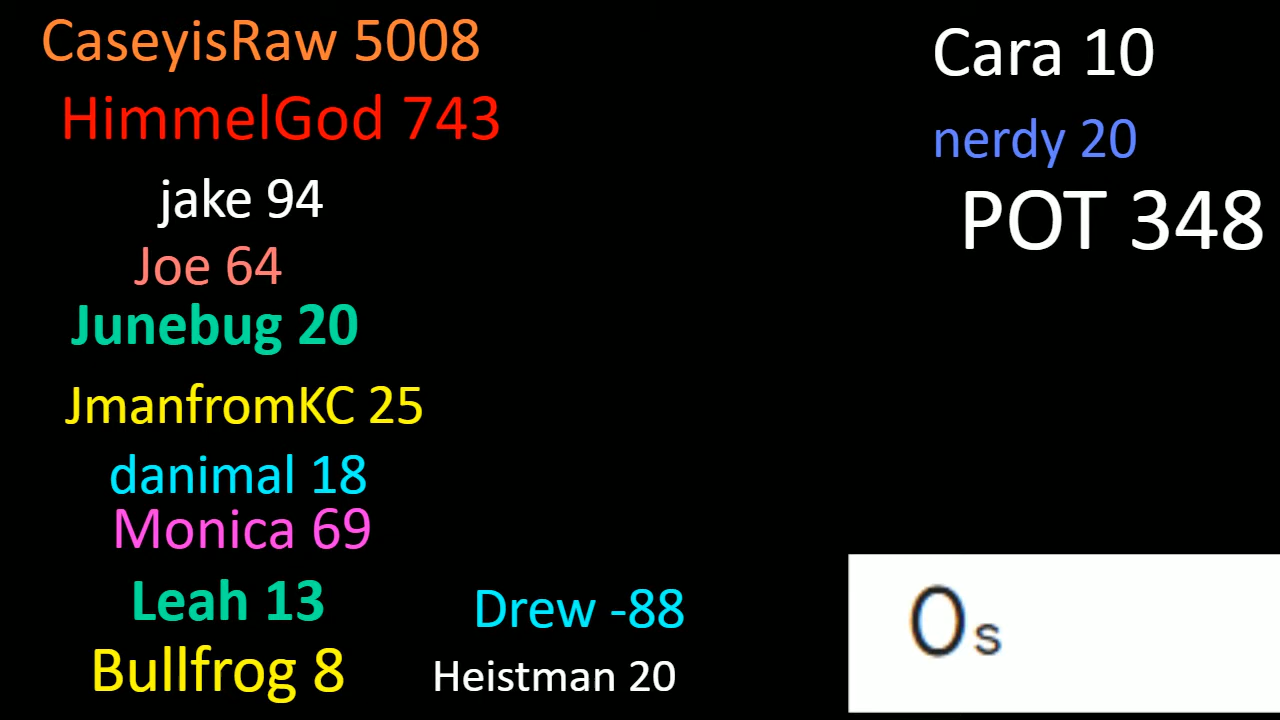 CaseyisRaw 5008
HimmelGod 743
jake 94
Joe 64
Junebug 20
JmanfromKC 25
danimal 18
Monica 69
Leah 13
Bullfrog 8
Drew -88
Heistman 20
Cara 10
nerdy 20
POT 348
0s